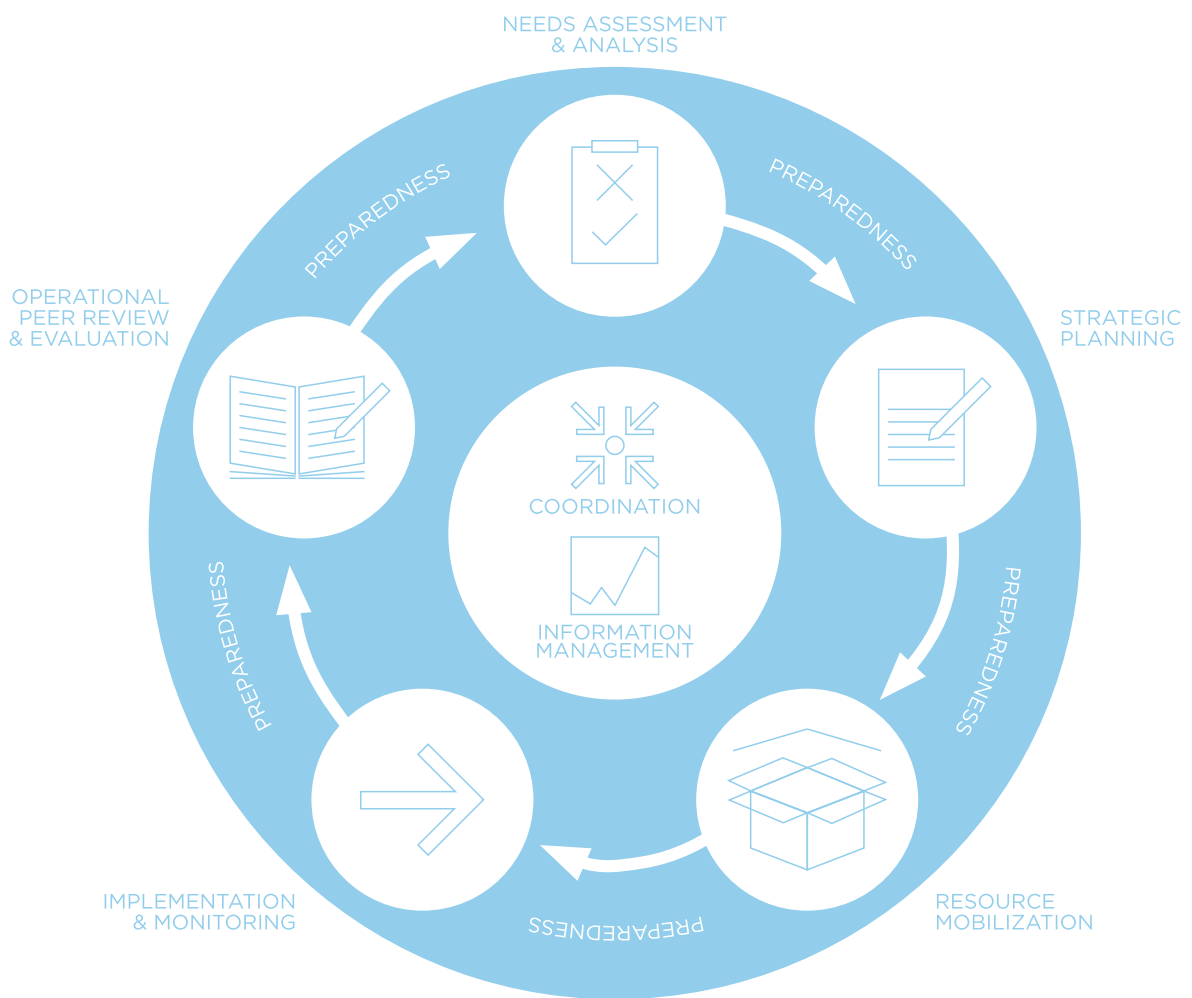 NEEDS ASSESSMENT
& ANALYSIS
PREPAREDNESS
PREPAREDNESS
OPERATIONAL
PEER REVIEW
& EVALUATION
STRATEGIC
PLANNING
COORDINATION
INFORMATION
MANAGEMENT
PREPAREDNESS
PREPAREDNESS
IMPLEMENTATION
& MONITORING
RESOURCE
MOBILIZATION
PREPAREDNESS